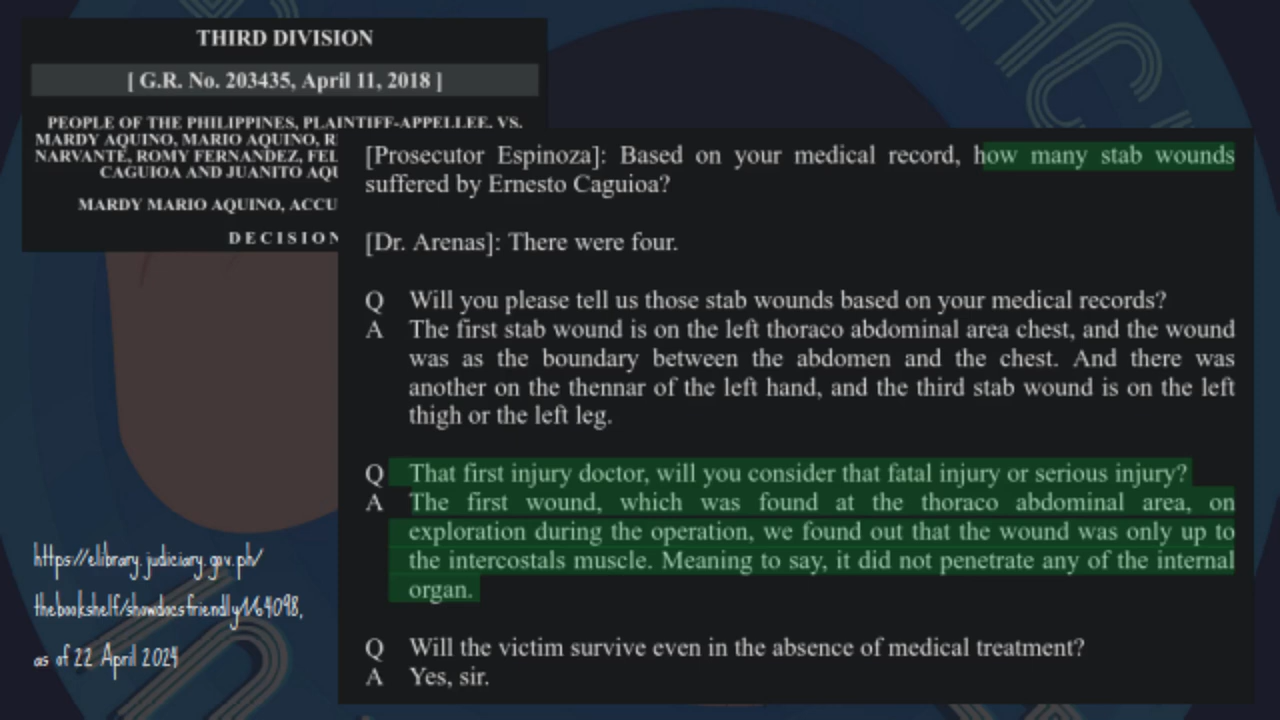 THIRD DIVISION
[ G.R. No. 203435, April 11, 2018 ]
PEOPLE OF THE PHILIPPINES, PLAINTIFF-APPELLEE, VS.
MARDY AQUINO, MARIO AQUINO, R
NARVANTE, ROMY FERNANDEZ, FEL
CAGUIOA AND JUANITO AQU
MARDY MARIO AQUINO, ACCU
DECISION
[Prosecutor Espinoza]: Based on your medical record, how many stab wounds
suffered by Ernesto Caguioa?
[Dr. Arenas]: There were four.
Q Will you please tell us those stab wounds based on your medical records?
A The first stab wound is on the left thoraco abdominal area chest, and the wound
was as the boundary between the abdomen and the chest. And there was
another on the thennar of the left hand, and the third stab wound is on the left
thigh or the left leg.
Q That first injury doctor, will you consider that fatal injury or serious injury?
A The first wound, which was found at the thoraco abdominal area, on
exploration during the operation, we found out that the wound was only up to
the intercostals muscle. Meaning to say, it did not penetrate any of the internal
organ.
Q Will the victim survive even in the absence of medical treatment?
A Yes, sir.
https://elibrary.judiciary.gov.ph/
thebookshelf/showdocsfriendly/1/64098,
as of 22 April 2024